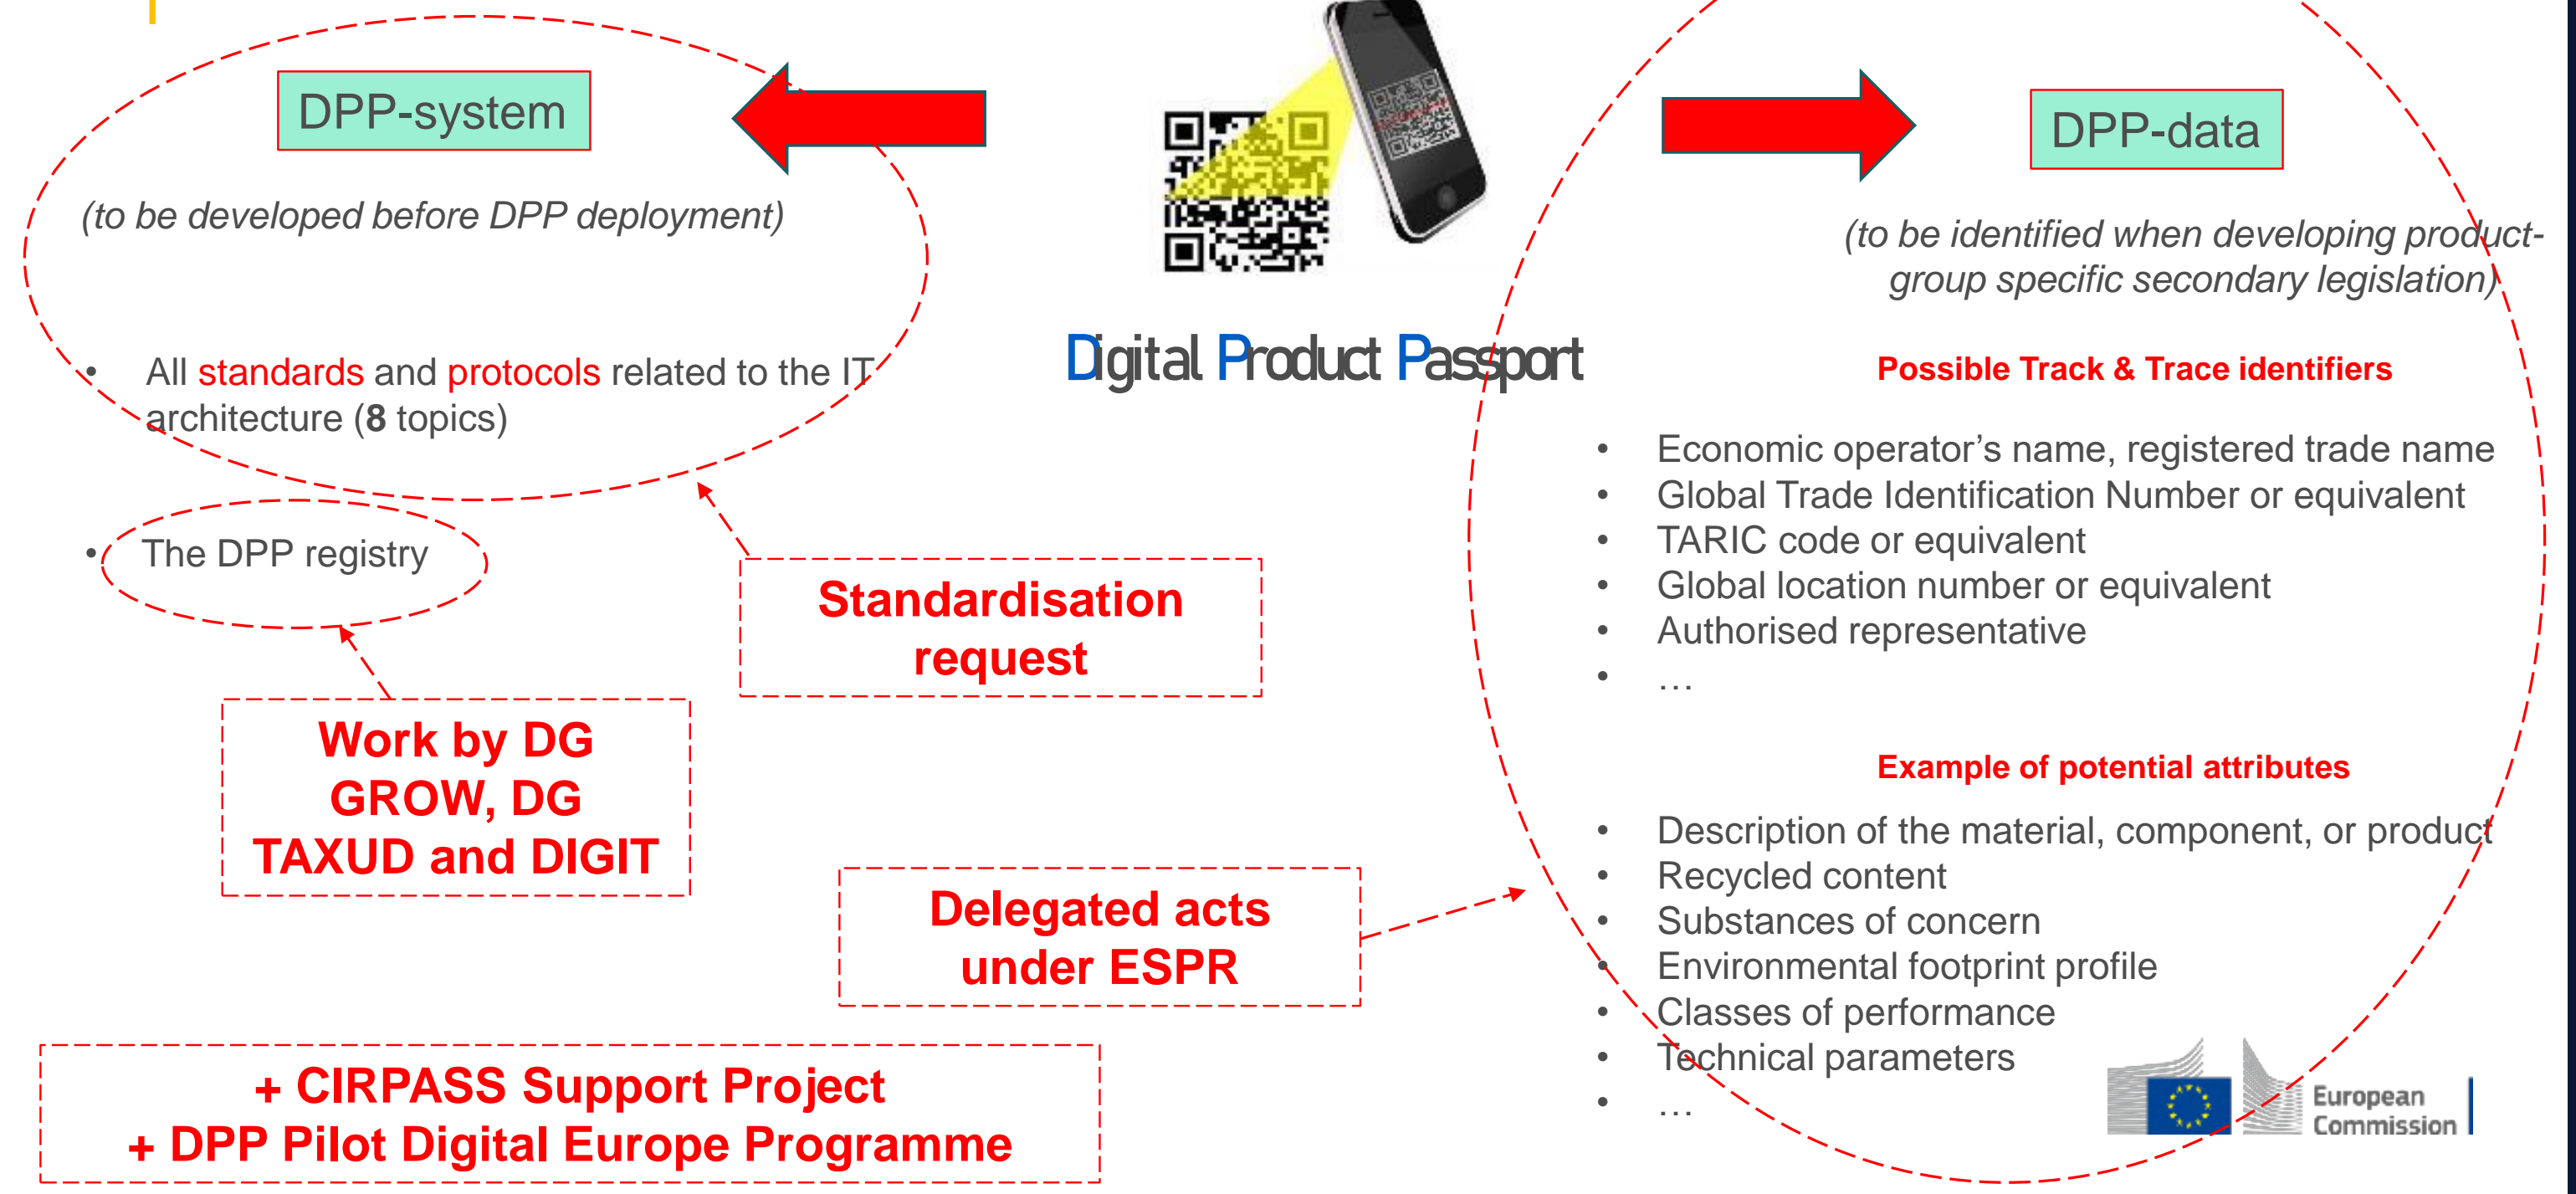 DPP-system
(to be developed before DPP deployment)
• All standards and protocols related to the IT
architecture (8 topics)
• The DPP registry
Standardisation
request
Work by DG
GROW, DG
TAXUD and DIGIT
Delegated acts
under ESPR
+ CIRPASS Support Project
+ DPP Pilot Digital Europe Programme
Digital Product Passport
DPP-data
(to be identified when developing product-
group specific secondary legislation)
Possible Track & Trace identifiers
• Economic operator’s name, registered trade name
• Global Trade Identification Number or equivalent
• TARIC code or equivalent
• Global location number or equivalent
• Authorised representative
• …
Example of potential attributes
• Description of the material, component, or product
• Recycled content
• Substances of concern
• Environmental footprint profile
• Classes of performance
• Technical parameters
• …
European
Commission